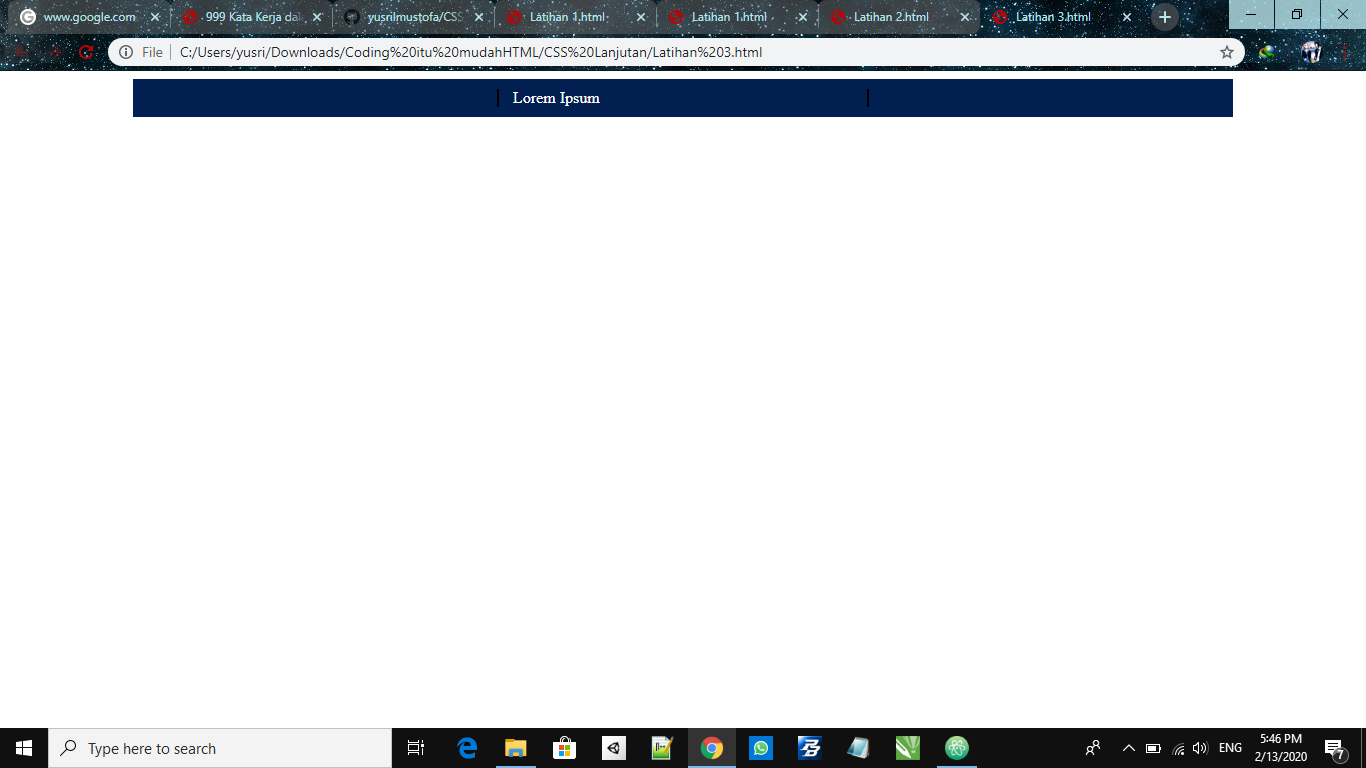 www.google.com
999 Kata Kerja dal
yusrilmustofa/CSS
Latihan 1.html
Latihan 1.html
Latihan 2.html
Latihan 3.html
File
C:/Users/yusri/Downloads/Coding%20itu%20mudahHTML/CSS%20Lanjutan/Latihan%203.html
Lorem Ipsum
Type here to search
ENG
5:46 PM
2/13/2020
7